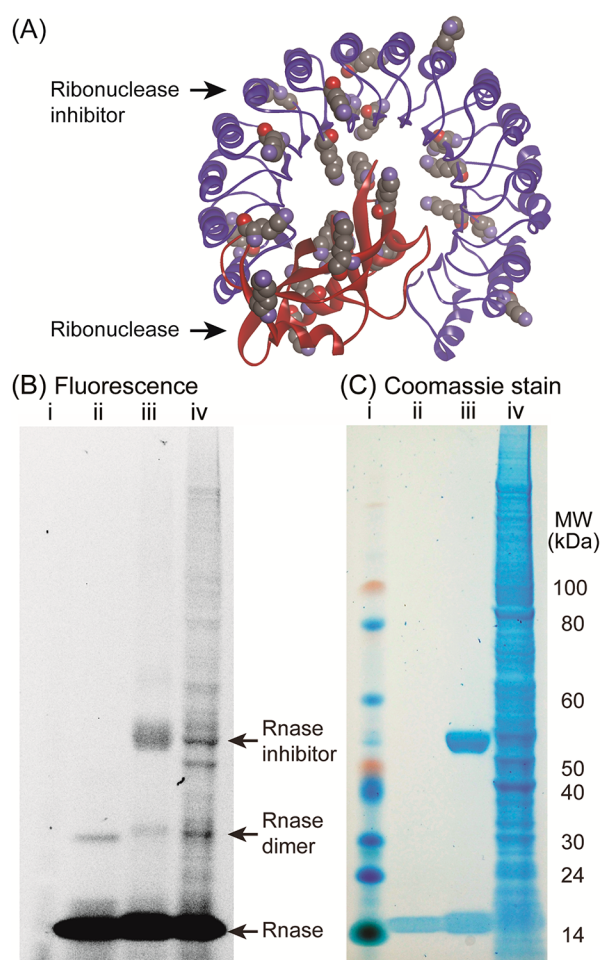 (A)
Ribonuclease
inhibitor
Ribonuclease
(B) Fluorescence
i ii iii iv
Rnase
inhibitor
Rnase
dimer
Rnase
(C) Coomassie stain
i ii iii iv
MW
(kDa)
100
80
60
50
40
30
24
14